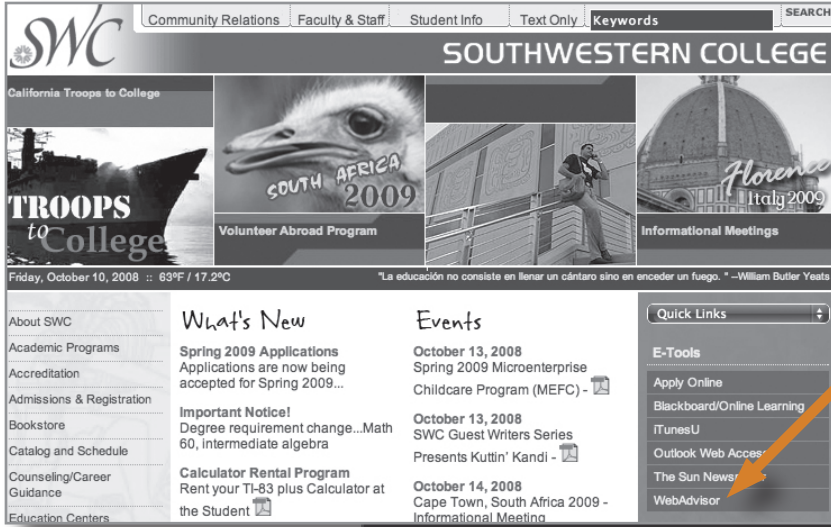 SWC
Community Relations
Faculty & Staff
Student Info
Text Only
Keywords
SEARCH
SOUTHWESTERN COLLEGE
California Troops to College
TROOPS
to College
SOUTH AFRICA
2009
Volunteer Abroad Program
Florence
Italy 2009
Informational Meetings
Friday, October 10, 2008 :: 63ºF / 17.2ºC
"La educación no consiste en llenar un cántaro sino en enceder un fuego. " –William Butler Yeats
About SWC
Academic Programs
Accreditation
Admissions & Registration
Bookstore
Catalog and Schedule
Counseling/Career
Guidance
Education Centers
What's New
Spring 2009 Applications
Applications are now being
accepted for Spring 2009...
Important Notice!
Degree requirement change...Math
60, intermediate algebra
Calculator Rental Program
Rent your TI-83 plus Calculator at
the Student
Events
October 13, 2008
Spring 2009 Microenterprise
Childcare Program (MEFC) -
October 13, 2008
SWC Guest Writers Series
Presents Kuttin' Kandi -
October 14, 2008
Cape Town, South Africa 2009 -
Informational Meeting
Quick Links
E-Tools
Apply Online
Blackboard/Online Learning
iTunesU
Outlook Web Access
The Sun
WebAdvisor